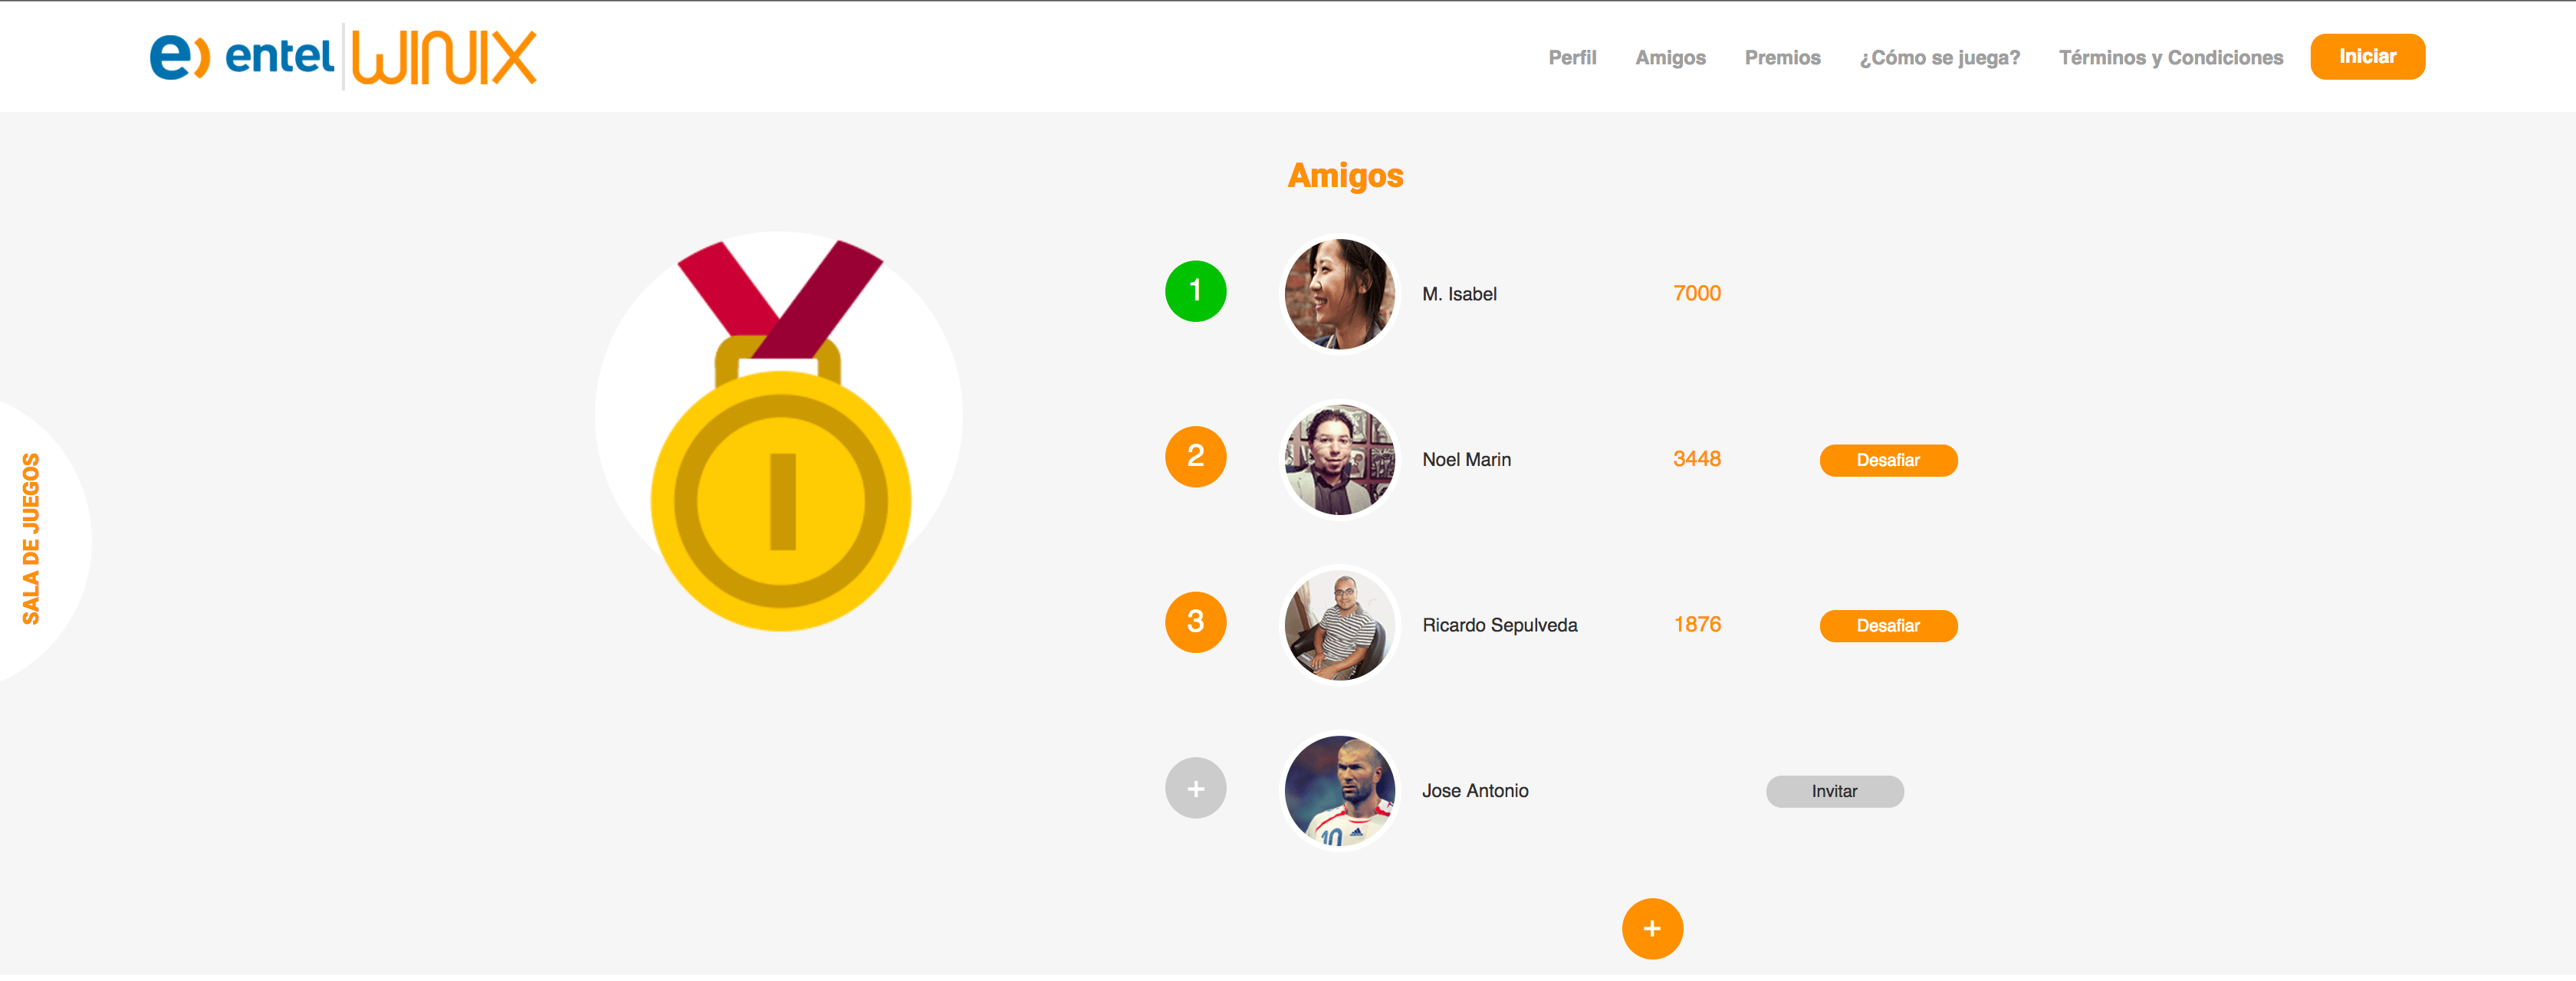 e) entel WINIX
Perfil Amigos Premios ¿Cómo se juega? Términos y Condiciones Iniciar
Amigos
1 M. Isabel 7000
2 Noel Marin 3448 Desafiar
SALA DE JUEGOS
3 Ricardo Sepulveda 1876 Desafiar
+ Jose Antonio Invitar
10
+